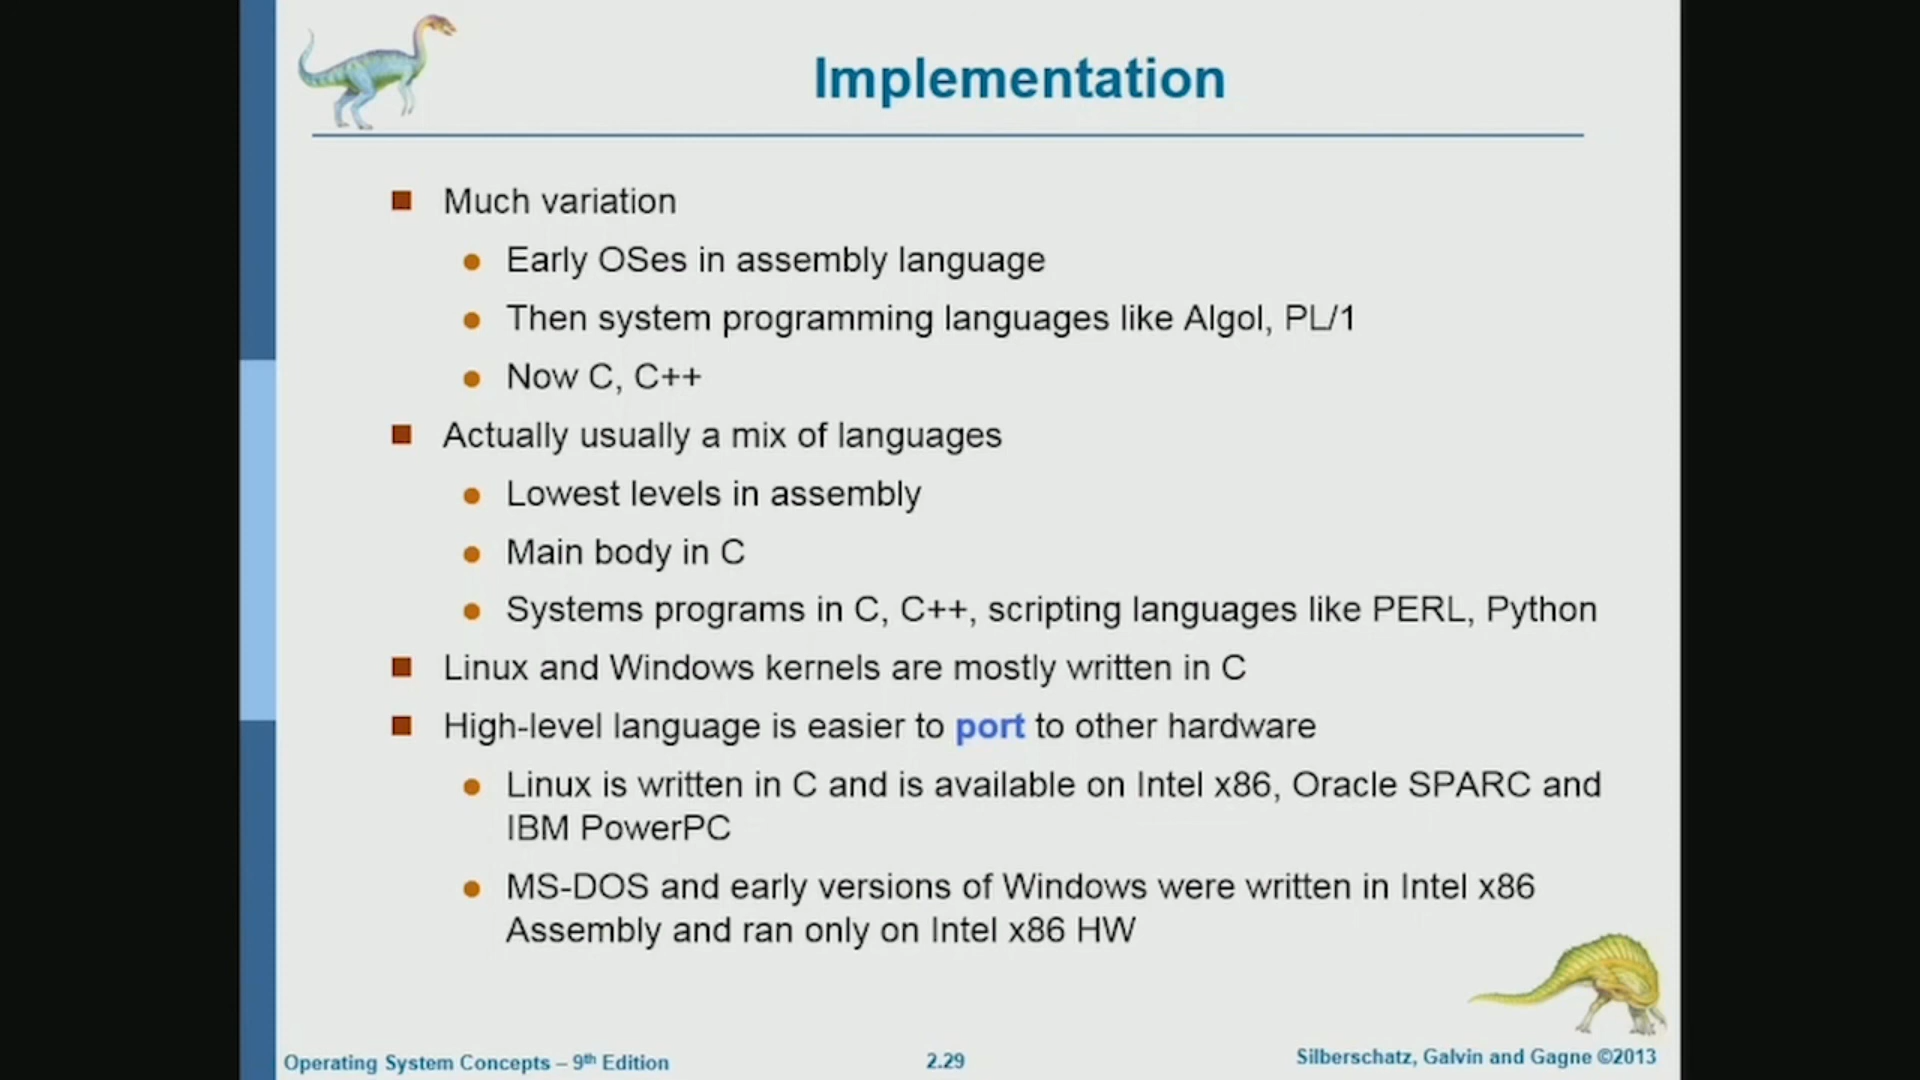 Implementation
Much variation
Early OSes in assembly language
Then system programming languages like Algol, PL/1
Now C, C++
Actually usually a mix of languages
Lowest levels in assembly
Main body in C
Systems programs in C, C++, scripting languages like PERL, Python
Linux and Windows kernels are mostly written in C
High-level language is easier to port to other hardware
Linux is written in C and is available on Intel x86, Oracle SPARC and
IBM PowerPC
MS-DOS and early versions of Windows were written in Intel x86
Assembly and ran only on Intel x86 HW
Operating System Concepts – 9th Edition
2.29
Silberschatz, Galvin and Gagne ©2013